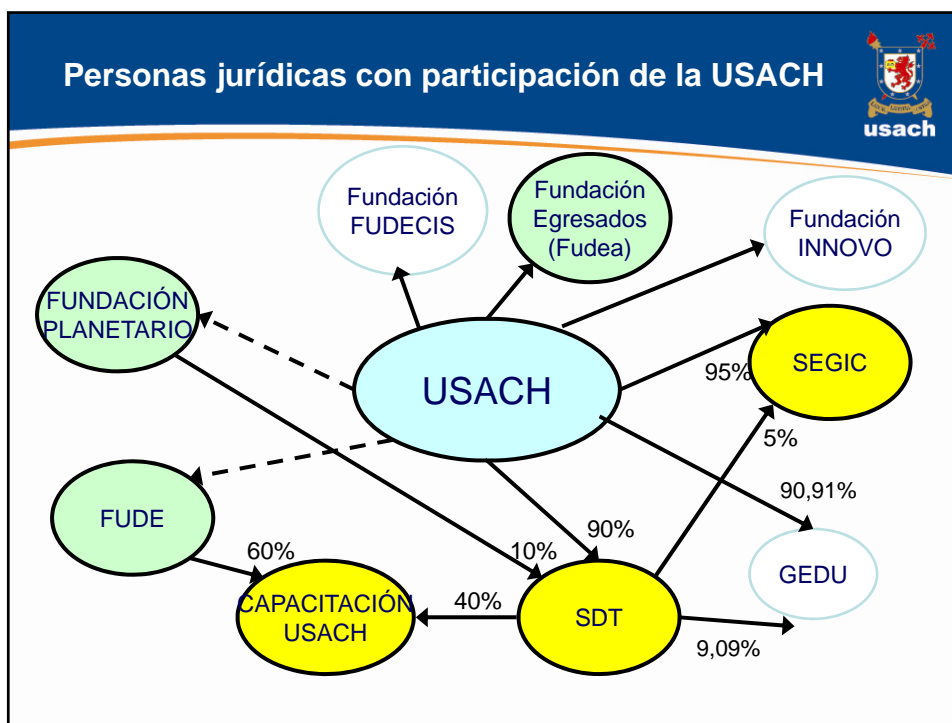 Personas jurídicas con participación de la USACH
usach
Fundación
FUDECIS
Fundación
Egresados
(Fudea)
Fundación
INNOVO
FUNDACIÓN
PLANETARIO
USACH
SEGIC
95%
5%
90,91%
FUDE
60%
10%
90%
GEDU
CAPACITACIÓN
USACH
40%
SDT
9,09%